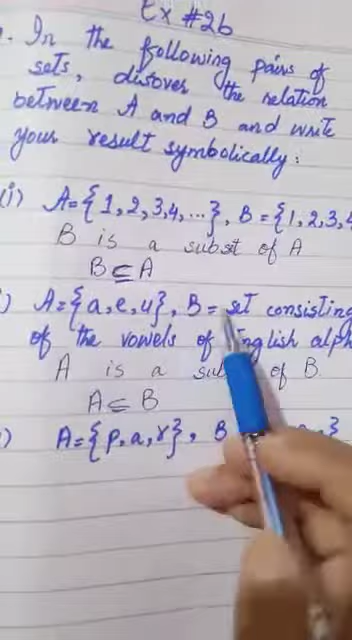 Ex #2b
. In the following pairs of
sets, discover the relation
between A and B and write
your result symbolically:
(i) A={1,2,3,4,...}, B={1,2,3,4
B is a subst of A
B⊆A
) A={a,e,u}, B= set consisting
of the vowels of English alph
A is a sub of B.
A⊆B
) A={p,a,r}, B }